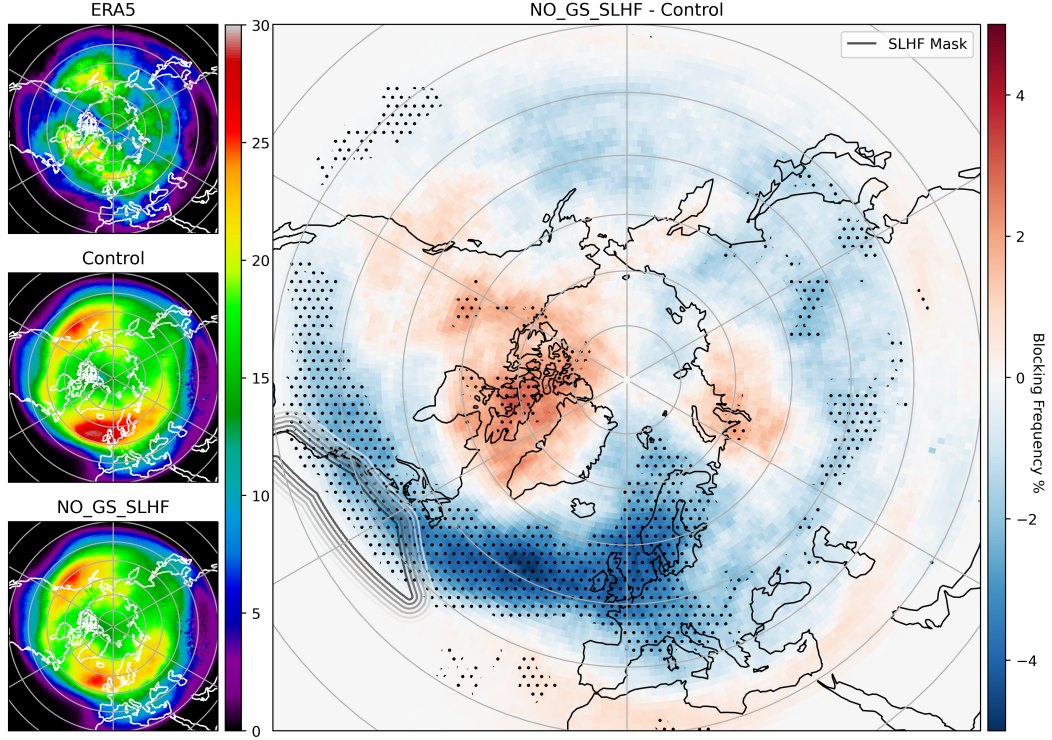 ERA5
Control
NO_GS_SLHF
30
25
20
15
10
5
0
NO_GS_SLHF - Control
SLHF Mask
4
2
0
−2
−4
Blocking Frequency %